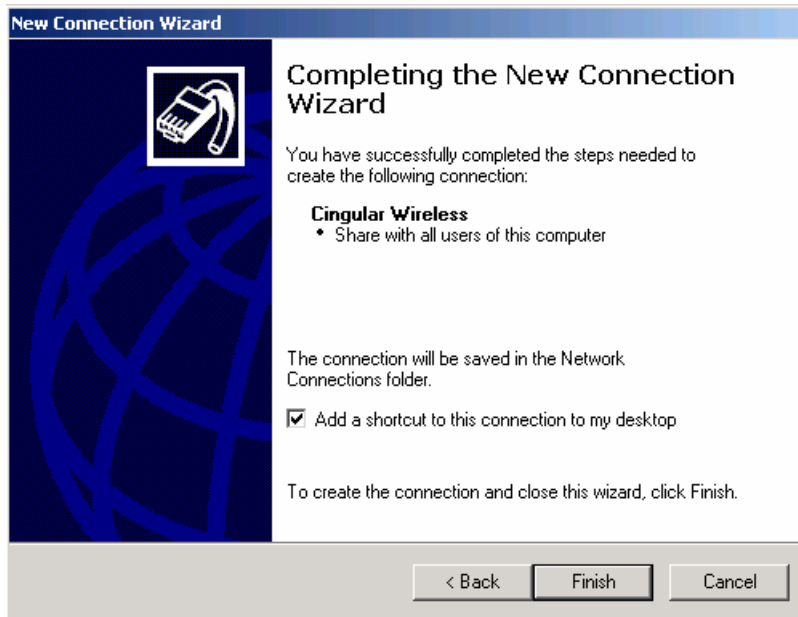 New Connection Wizard
Completing the New Connection
Wizard
You have successfully completed the steps needed to
create the following connection:
Cingular Wireless
• Share with all users of this computer
The connection will be saved in the Network
Connections folder.
Add a shortcut to this connection to my desktop
To create the connection and close this wizard, click Finish.
< Back Finish Cancel